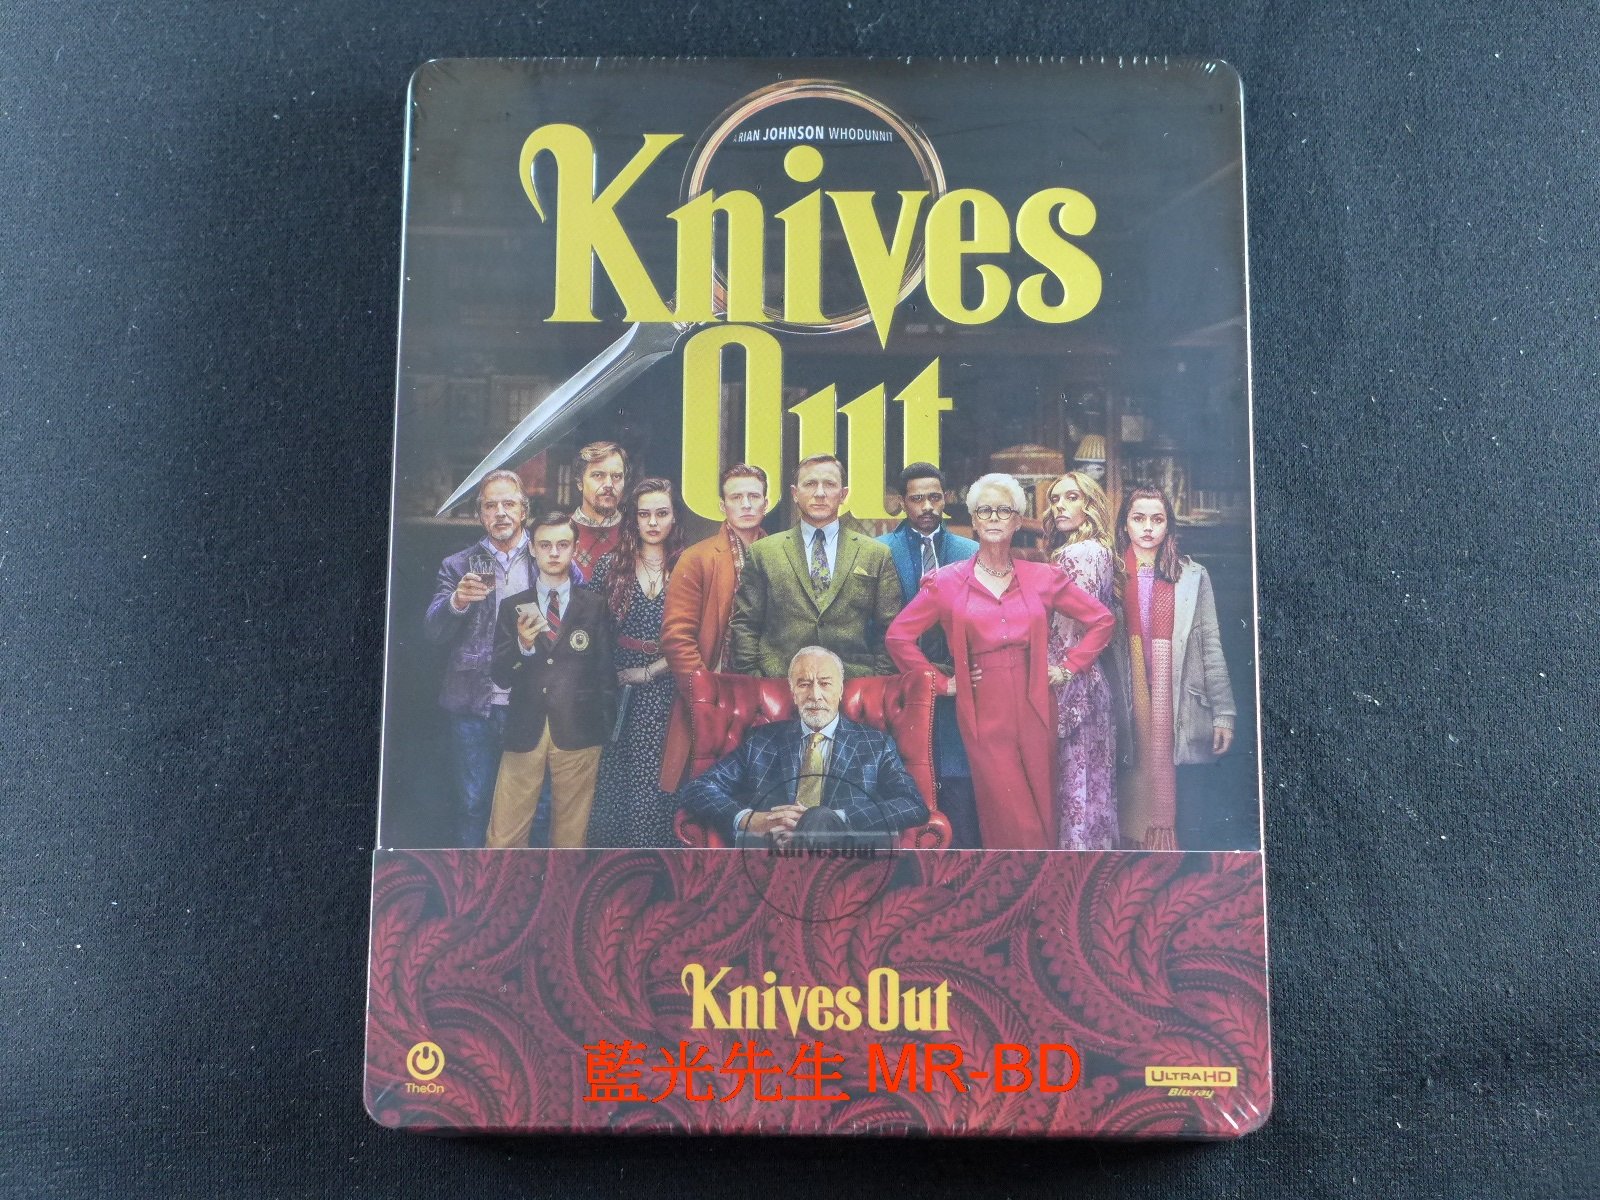 A RIAN JOHNSON WHODUNNIT
Knives
Out
KnivesOut
Knives Out
藍光先生 MR-BD
TheOn
ULTRA HD
Blu-ray